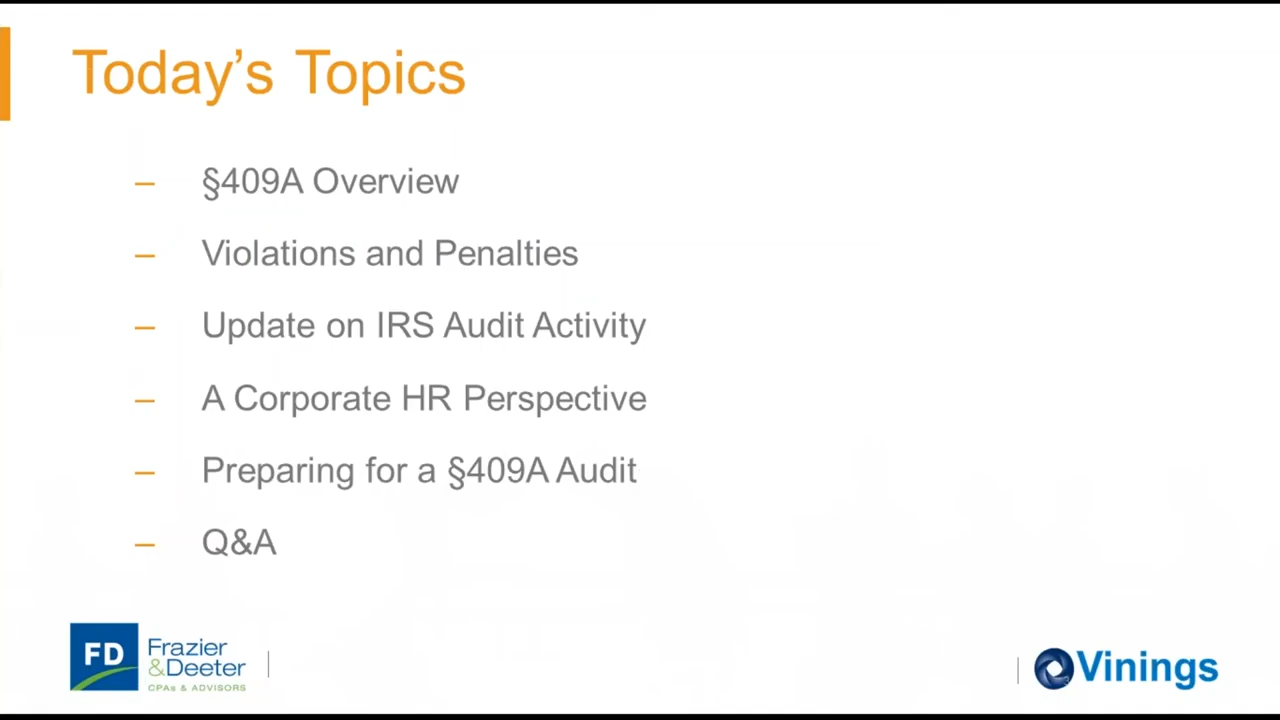 Today's Topics
– §409A Overview
– Violations and Penalties
– Update on IRS Audit Activity
– A Corporate HR Perspective
– Preparing for a §409A Audit
– Q&A
FD
Frazier
&Deeter
CPAs & ADVISORS
Vinings